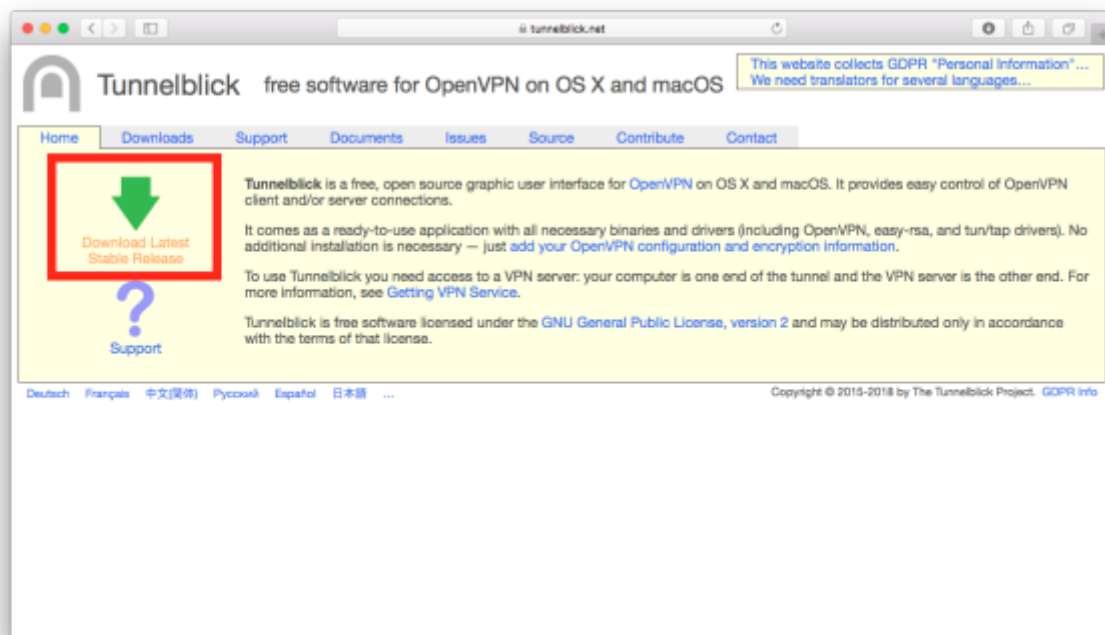 tunnelblick.net
Tunnelblick free software for OpenVPN on OS X and macOS
This website collects GDPR "Personal Information"...
We need translators for several languages...
Home Downloads Support Documents Issues Source Contribute Contact
Download Latest
Stable Release
Support
Tunnelblick is a free, open source graphic user interface for OpenVPN on OS X and macOS. It provides easy control of OpenVPN
client and/or server connections.
It comes as a ready-to-use application with all necessary binaries and drivers (including OpenVPN, easy-rsa, and tun/tap drivers). No
additional installation is necessary — just add your OpenVPN configuration and encryption information.
To use Tunnelblick you need access to a VPN server: your computer is one end of the tunnel and the VPN server is the other end. For
more information, see Getting VPN Service.
Tunnelblick is free software licensed under the GNU General Public License, version 2 and may be distributed only in accordance
with the terms of that license.
Deutsch Français 中文(简体) Русский Español 日本語 ...
Copyright © 2015-2018 by The Tunnelblick Project. GDPR Info